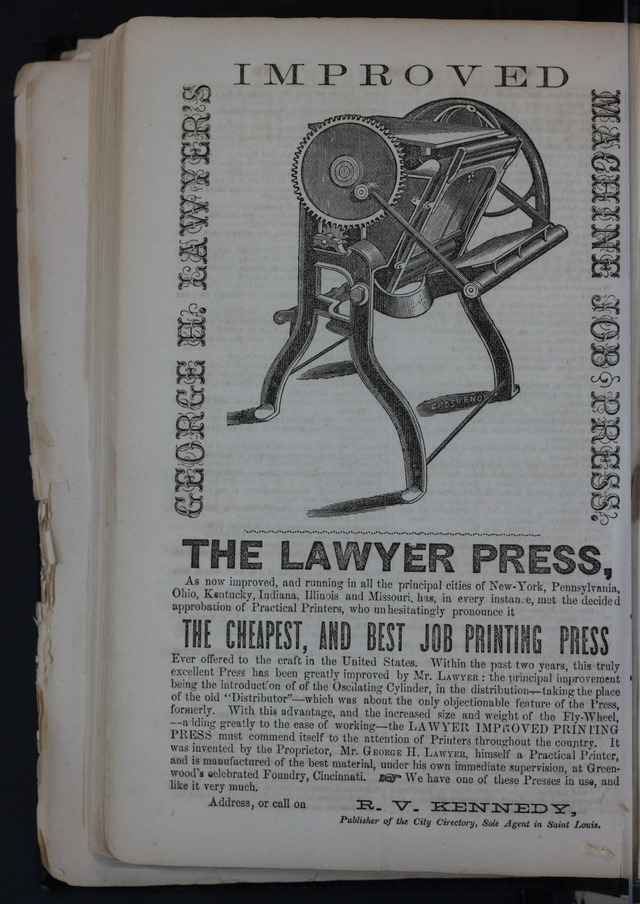 IMPROVED
GEORGE H. LAWYER'S
MACHINE JOB PRESS.
GROSVENOR
THE LAWYER PRESS,
As now improved, and running in all the principal cities of New-York, Pennsylvania,
Ohio, Kentucky, Indiana, Illinois and Missouri, has, in every instan.e, met the decided
approbation of Practical Printers, who unhesitatingly pronounce it
THE CHEAPEST, AND BEST JOB PRINTING PRESS
Ever offered to the craft in the United States. Within the past two years, this truly
excellent Press has been greatly improved by Mr. LAWYER: the principal improvement
being the introduction of of the Oscilating Cylinder, in the distribution—taking the place
of the old "Distributor"—which was about the only objectionable feature of the Press,
formerly. With this advantage, and the increased size and weight of the Fly-Wheel,
—adding greatly to the ease of working—the LAWYER IMPROVED PRINTING
PRESS must commend itself to the attention of Printers throughout the country. It
was invented by the Proprietor, Mr. GEORGE H. LAWYER, himself a Practical Printer,
and is manufactured of the best material, under his own immediate supervision, at Green-
wood's celebrated Foundry, Cincinnati. ☞ We have one of these Presses in use, and
like it very much.
Address, or call on R. V. KENNEDY,
Publisher of the City Cirectory, Sole Agent in Saint Louis.